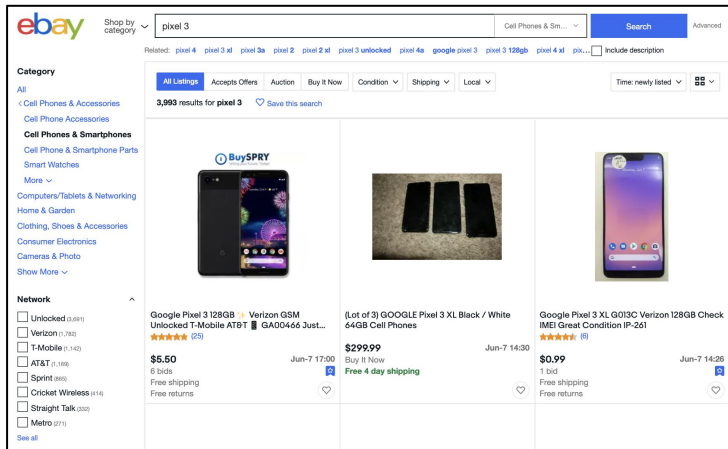 ebay
Shop by category
pixel 3
Cell Phones & Sm...
Search
Advanced
Related: pixel 4 pixel 3 xl pixel 3a pixel 2 pixel 2 xl pixel 3 unlocked pixel 4a google pixel 3 pixel 3 128gb pixel 4 xl pix... Include description
Category
All
Cell Phones & Accessories
Cell Phone Accessories
Cell Phones & Smartphones
Cell Phone & Smartphone Parts
Smart Watches
More
Computers/Tablets & Networking
Home & Garden
Clothing, Shoes & Accessories
Consumer Electronics
Cameras & Photo
Show More
Network
Unlocked (3,691)
Verizon (1,782)
T-Mobile (1,142)
AT&T (1,189)
Sprint (865)
Cricket Wireless (414)
Straight Talk (332)
Metro (271)
See all
All Listings Accepts Offers Auction Buy It Now Condition Shipping Local Time: newly listed
3,993 results for pixel 3 Save this search
BuySPRY
Google Pixel 3 128GB ✨ Verizon GSM
Unlocked T-Mobile AT&T 📱 GA00466 Just...
(25)
$5.50 Jun-7 17:00
6 bids
Free shipping
Free returns
(Lot of 3) GOOGLE Pixel 3 XL Black / White
64GB Cell Phones
$299.99 Jun-7 14:30
Buy It Now
Free 4 day shipping
Google Pixel 3 XL G013C Verizon 128GB Check
IMEI Great Condition IP-261
(6)
$0.99 Jun-7 14:26
1 bid
Free shipping
Free returns